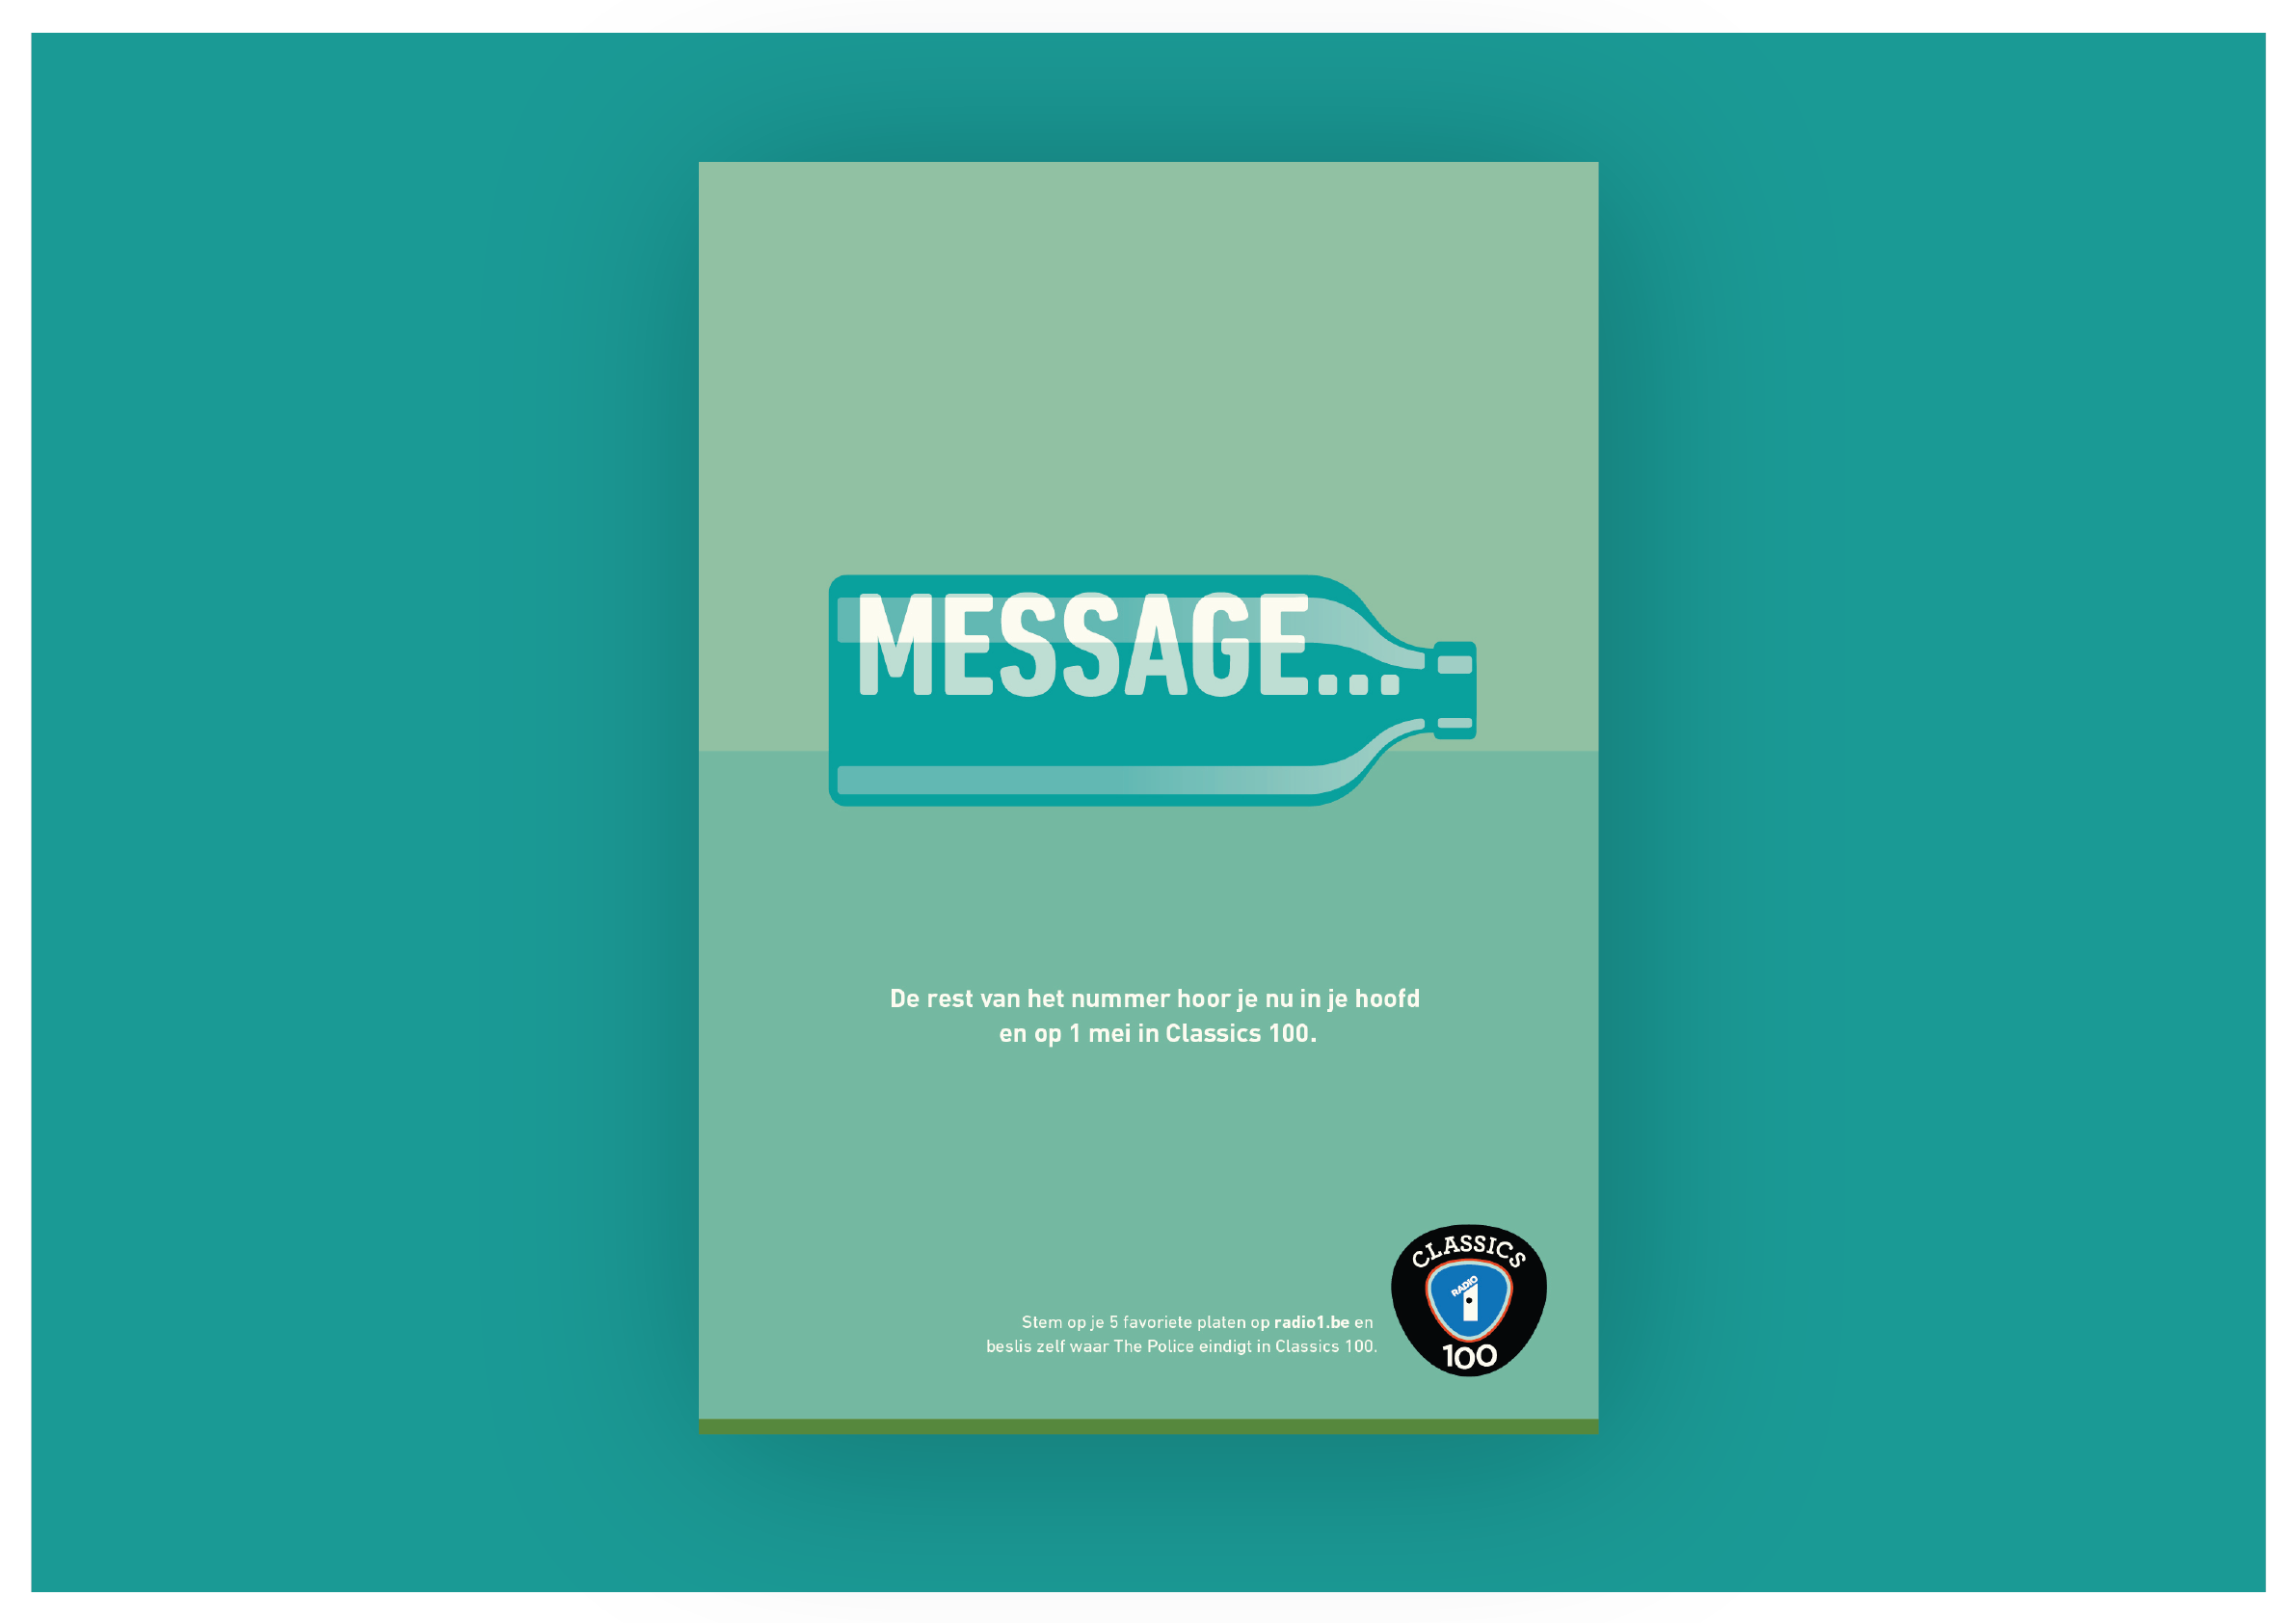 MESSAGE...
De rest van het nummer hoor je nu in je hoofd
en op 1 mei in Classics 100.
Stem op je 5 favoriete platen op radio1.be en
beslis zelf waar The Police eindigt in Classics 100.
CLASSICS
RADIO
1
100